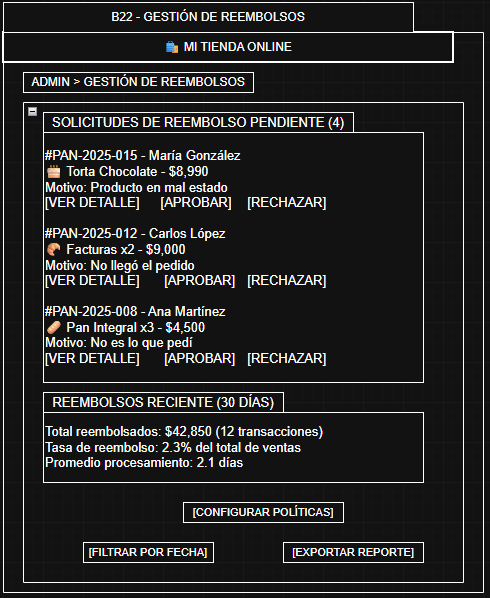 B22 - GESTIÓN DE REEMBOLSOS
🛍️ MI TIENDA ONLINE
ADMIN > GESTIÓN DE REEMBOLSOS
SOLICITUDES DE REEMBOLSO PENDIENTE (4)
#PAN-2025-015 - María González
🎂 Torta Chocolate - $8,990
Motivo: Producto en mal estado
[VER DETALLE] [APROBAR] [RECHAZAR]
#PAN-2025-012 - Carlos López
🥐 Facturas x2 - $9,000
Motivo: No llegó el pedido
[VER DETALLE] [APROBAR] [RECHAZAR]
#PAN-2025-008 - Ana Martínez
🥖 Pan Integral x3 - $4,500
Motivo: No es lo que pedí
[VER DETALLE] [APROBAR] [RECHAZAR]
REEMBOLSOS RECIENTE (30 DÍAS)
Total reembolsados: $42,850 (12 transacciones)
Tasa de reembolso: 2.3% del total de ventas
Promedio procesamiento: 2.1 días
[CONFIGURAR POLÍTICAS]
[FILTRAR POR FECHA] [EXPORTAR REPORTE]